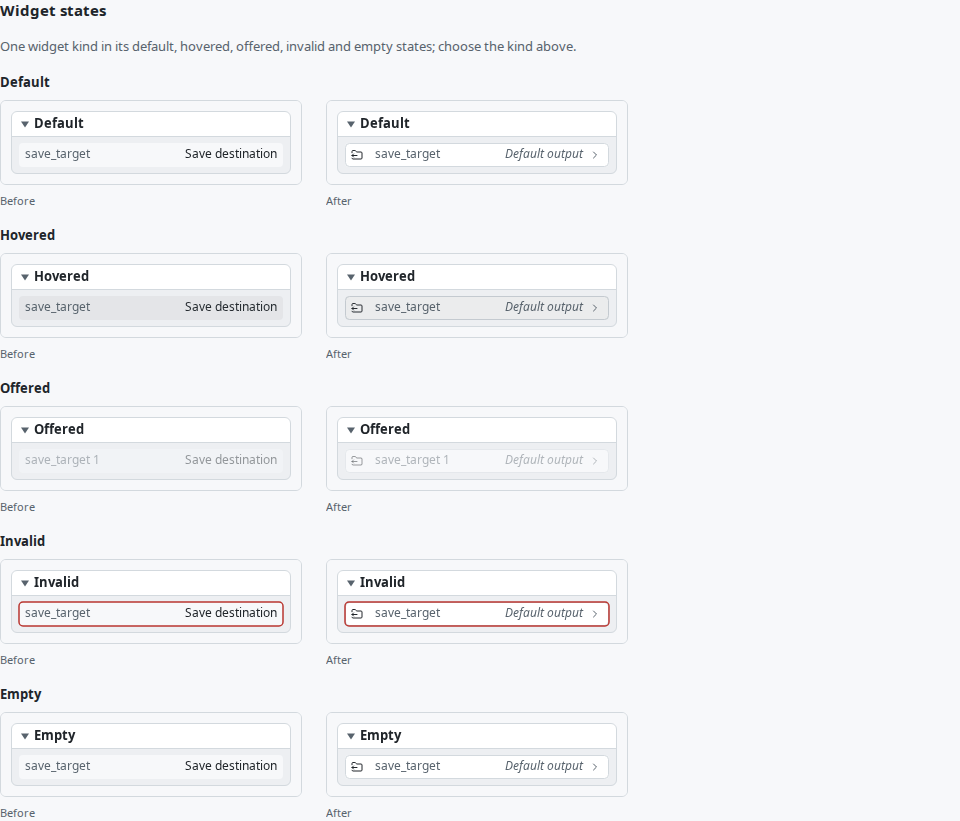 Widget states
One widget kind in its default, hovered, offered, invalid and empty states; choose the kind above.
Default
Default
save_target Save destination
Before
Default
save_target Default output
After
Hovered
Hovered
save_target Save destination
Before
Hovered
save_target Default output
After
Offered
Offered
save_target 1 Save destination
Before
Offered
save_target 1 Default output
After
Invalid
Invalid
save_target Save destination
Before
Invalid
save_target Default output
After
Empty
Empty
save_target Save destination
Before
Empty
save_target Default output
After